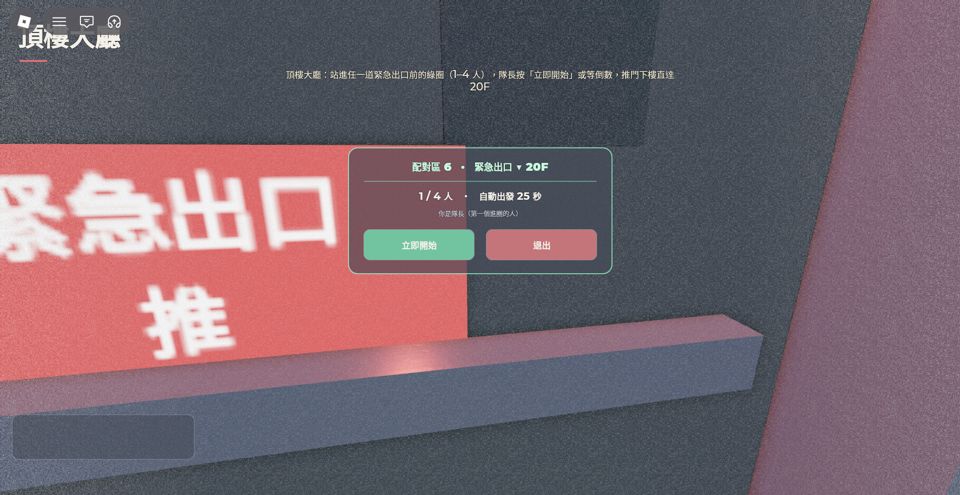 頂樓大廳
頂樓大廳：站進任一道緊急出口前的綠圈（1–4 人），隊長按「立即開始」或等倒數，推門下樓直達
20F
配對區 6 • 緊急出口 ▼ 20F
1 / 4 人 • 自動出發 25 秒
你是隊長（第一個進圈的人）
立即開始
退出
緊急出口
推